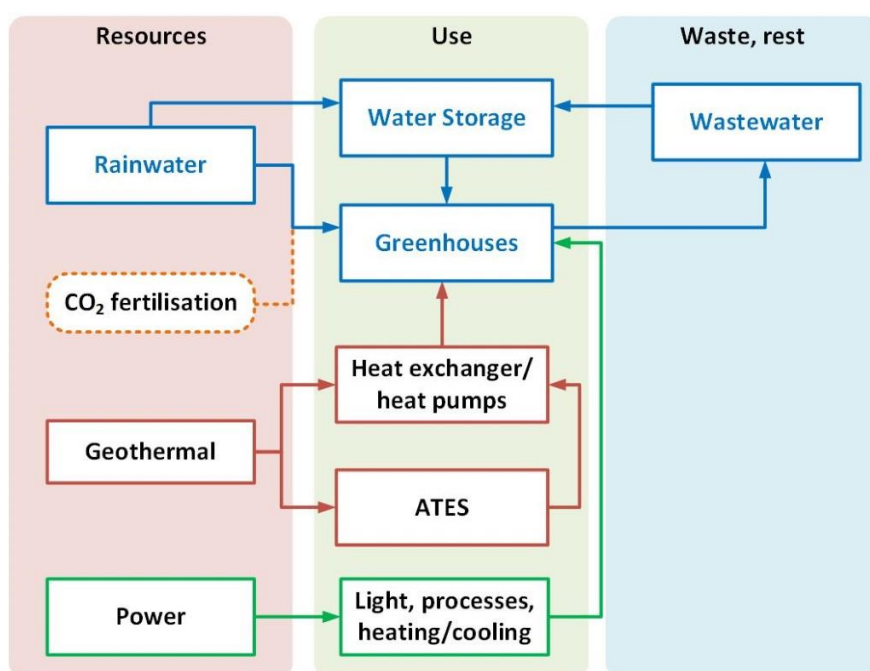 Resources
Use
Waste, rest
Water Storage
Wastewater
Rainwater
Greenhouses
CO₂ fertilisation
Heat exchanger/
heat pumps
Geothermal
ATES
Power
Light, processes,
heating/cooling